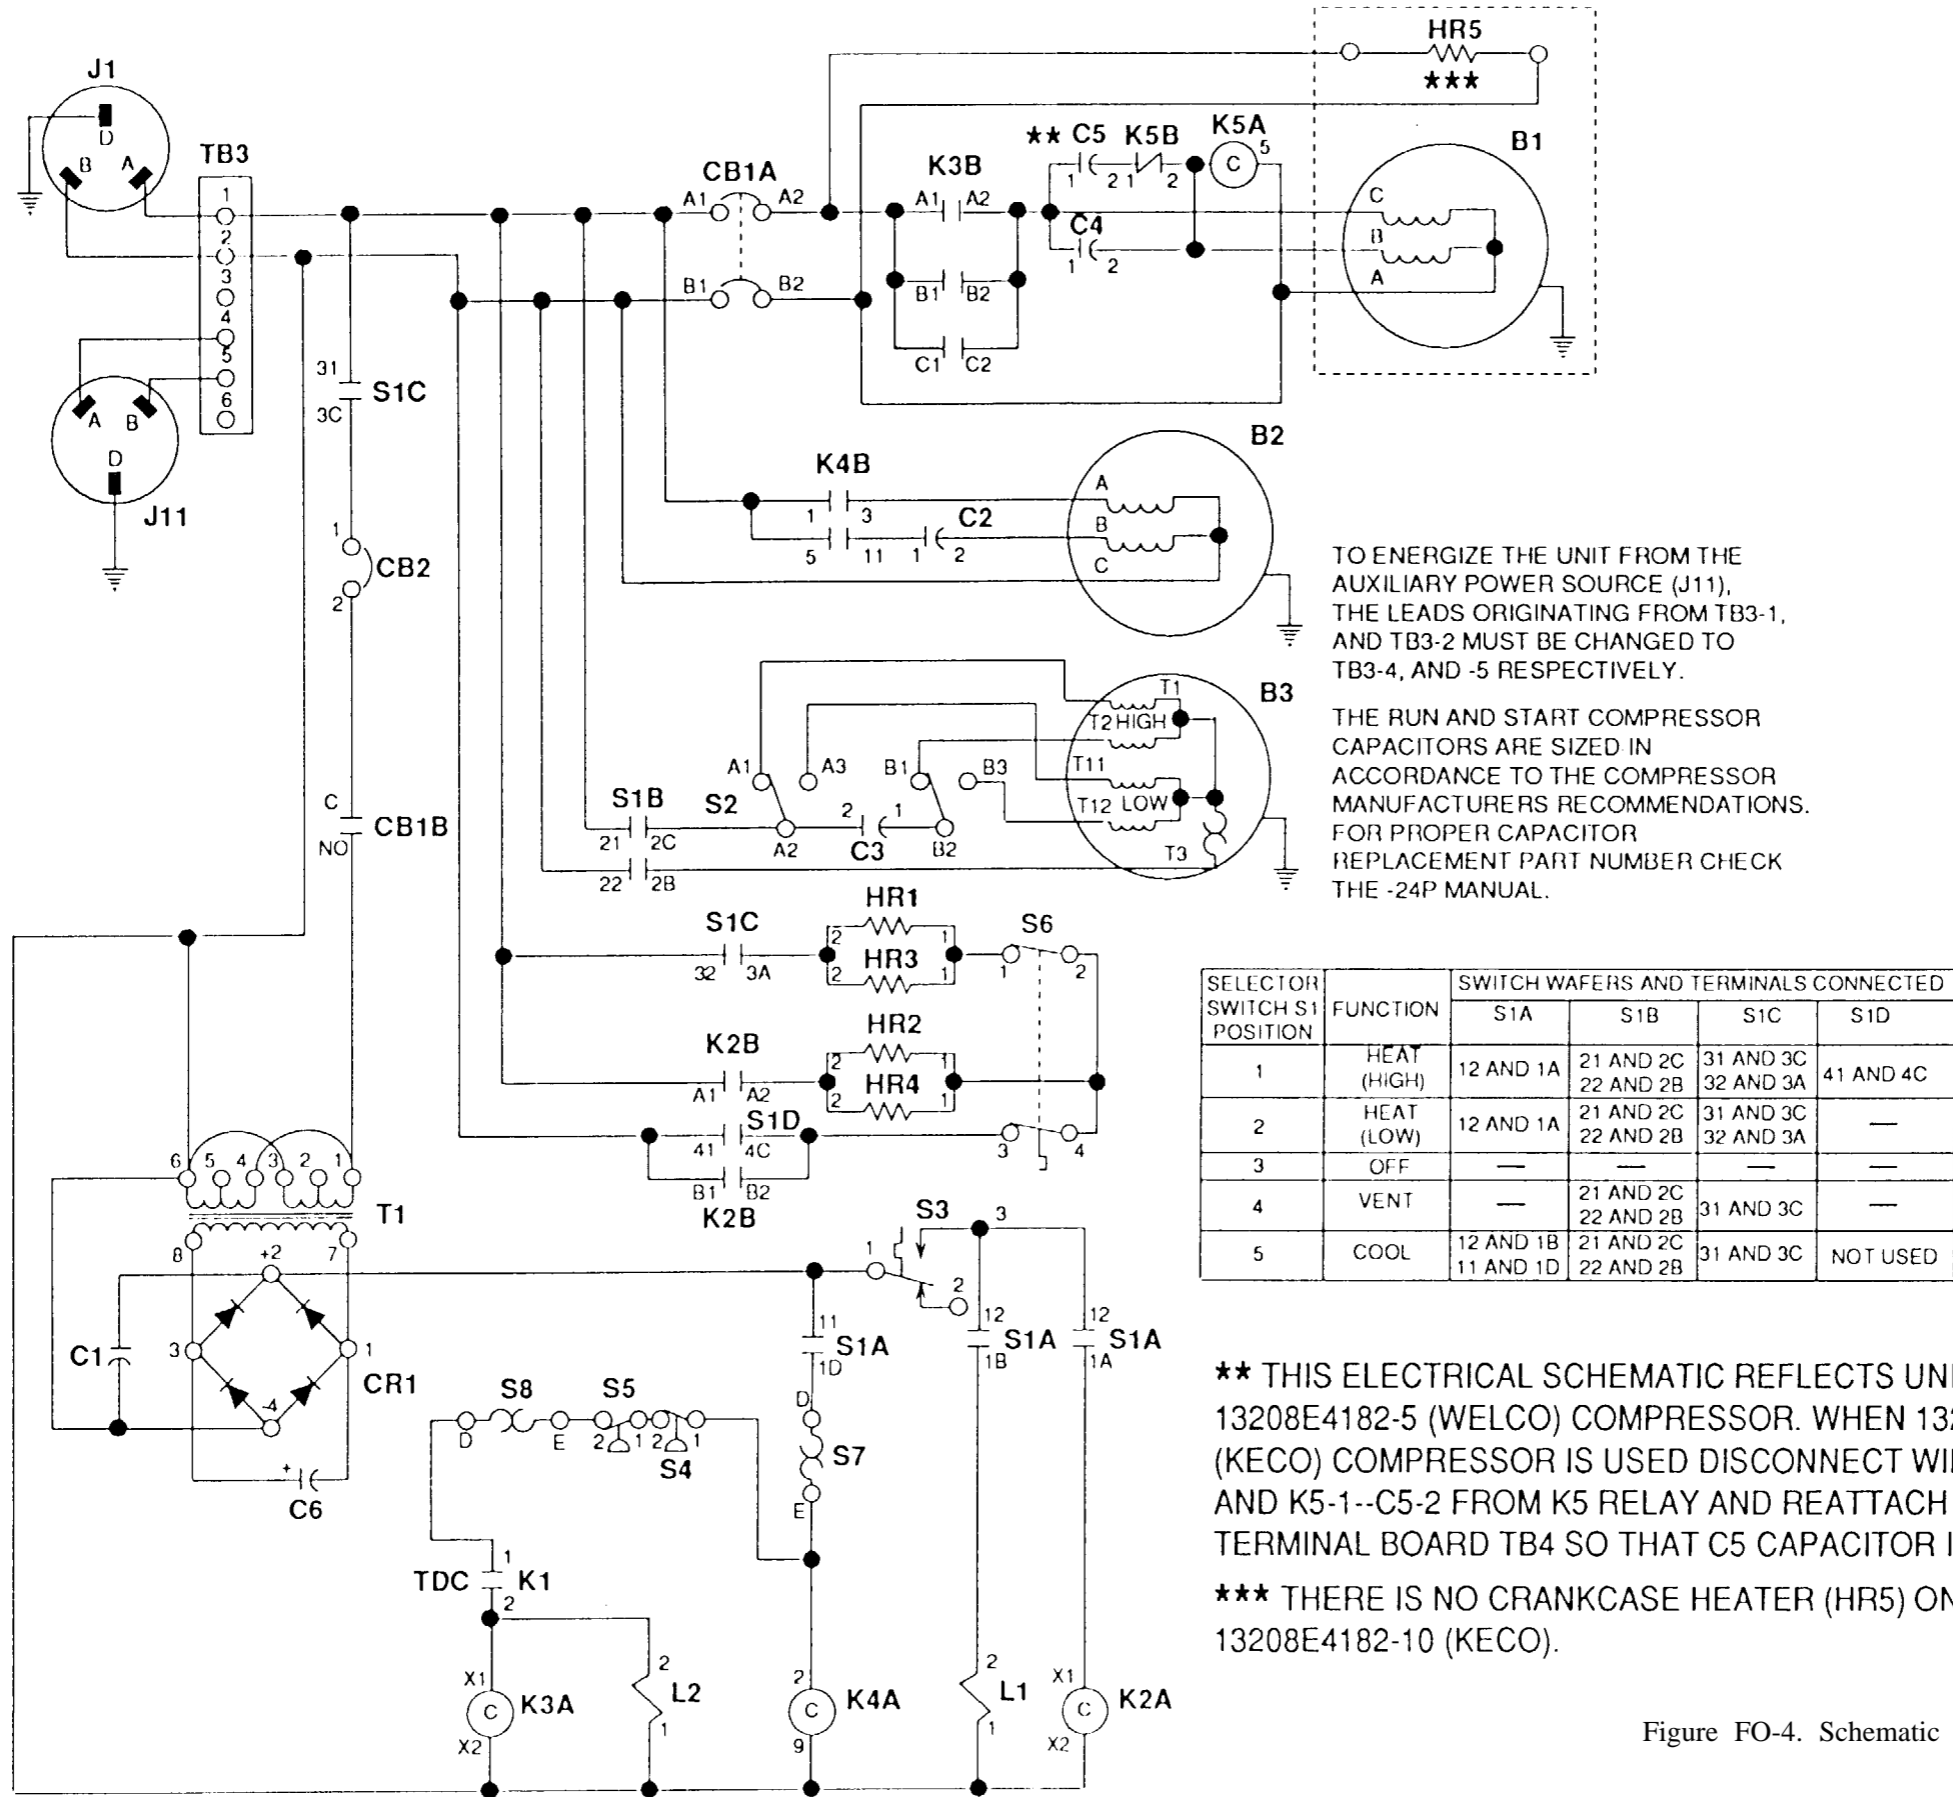 HR5
★★★
J1
D
B A
TB3
1
2
3
4
5
6
A B
D
J11
CB1A
A1 A2
B1 B2
K3B
A1 A2
B1 B2
C1 C2
★★ C5 K5B K5A
1 2 1 2 C 5
C4
1 2
B1
C
B
A
31
S1C
3C
1
CB2
2
C
CB1B
NO
K4B
1 3
5 11
C2
1 2
B2
A
B
C
TO ENERGIZE THE UNIT FROM THE
AUXILIARY POWER SOURCE (J11),
THE LEADS ORIGINATING FROM TB3-1,
AND TB3-2 MUST BE CHANGED TO
TB3-4, AND -5 RESPECTIVELY.
THE RUN AND START COMPRESSOR
CAPACITORS ARE SIZED IN
ACCORDANCE TO THE COMPRESSOR
MANUFACTURERS RECOMMENDATIONS.
FOR PROPER CAPACITOR
REPLACEMENT PART NUMBER CHECK
THE -24P MANUAL.
B3
T1
T2 HIGH
T11
T12 LOW
T3
A1 A3 B1 B3
S1B S2
21 2C A2
2 1
C3
B2
22 2B
S1C
32 3A
HR1
2 1
HR3
2 1
S6
1 2
3 4
K2B
A1 A2
HR2
2 1
HR4
2 1
S1D
41 4C
B1 B2
K2B
SELECTOR SWITCH S1 POSITION FUNCTION SWITCH WAFERS AND TERMINALS CONNECTED
S1A S1B S1C S1D
1 HEAT (HIGH) 12 AND 1A 21 AND 2C 22 AND 2B 31 AND 3C 32 AND 3A 41 AND 4C
2 HEAT (LOW) 12 AND 1A 21 AND 2C 22 AND 2B 31 AND 3C 32 AND 3A —
3 OFF — — — —
4 VENT — 21 AND 2C 22 AND 2B 31 AND 3C —
5 COOL 12 AND 1B 11 AND 1D 21 AND 2C 22 AND 2B 31 AND 3C NOT USED
6 5 4 3 2 1
T1
8 7
+2
3 1
-4
C1
CR1
+
C6
S3
1 3
2
11
S1A
1D
12
S1A
1B
12
S1A
1A
S8 S5
D E 2 1 2 1
S4
D
S7
E
1
TDC K1
2
X1
C K3A
X2
2
L2
1
2
C K4A
9
2
L1
1
X1
C K2A
X2
★★ THIS ELECTRICAL SCHEMATIC REFLECTS
13208E4182-5 (WELCO) COMPRESSOR. WHEN
(KECO) COMPRESSOR IS USED DISCONNECT
AND K5-1--C5-2 FROM K5 RELAY AND REATTACH
TERMINAL BOARD TB4 SO THAT C5 CAPACITOR
★★★ THERE IS NO CRANKCASE HEATER (HR5) ON
13208E4182-10 (KECO).
Figure FO-4. Schematic